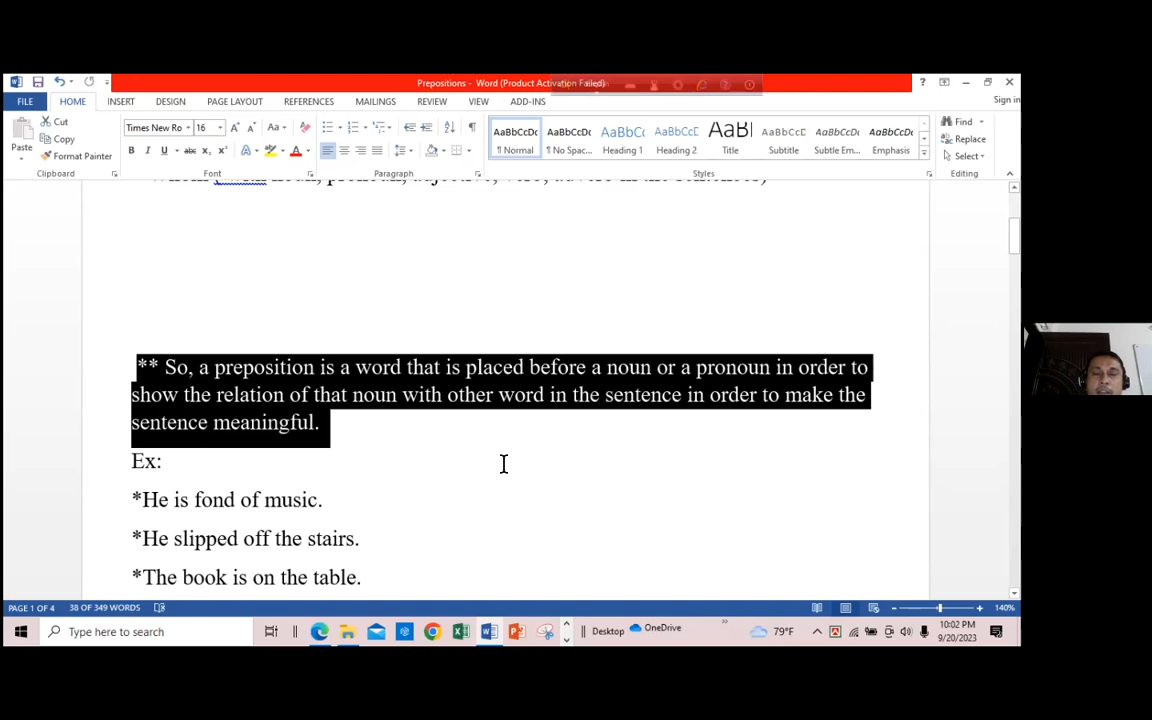 Prepositions - Word (Product Activation Failed)
FILE HOME INSERT DESIGN PAGE LAYOUT REFERENCES MAILINGS REVIEW VIEW ADD-INS Sign in
Cut
Copy
Format Painter
Paste
Times New Ro 16
AaBbCcDc AaBbCcDc AaBbC AaBbCcD AaBl AaBbCcD AaBbCcDc AaBbCcDc
¶ Normal ¶ No Spac... Heading 1 Heading 2 Title Subtitle Subtle Em... Emphasis
Find
Replace
Select
Clipboard Font Paragraph Styles Editing
** So, a preposition is a word that is placed before a noun or a pronoun in order to
show the relation of that noun with other word in the sentence in order to make the
sentence meaningful.
Ex:
*He is fond of music.
*He slipped off the stairs.
*The book is on the table.
PAGE 1 OF 4 38 OF 349 WORDS 140%
Type here to search
Desktop OneDrive 79°F
10:02 PM
9/20/2023